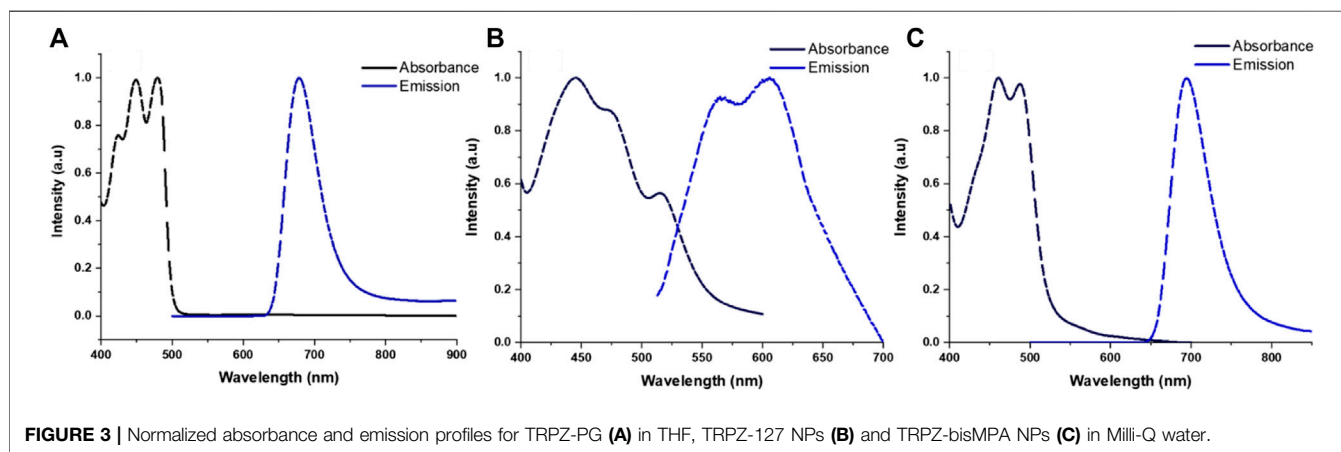 A
Absorbance
Emission
1.0
0.8
0.6
0.4
0.2
0.0
Intensity (a.u)
400 500 600 700 800 900
Wavelength (nm)
B
Absorbance
Emission
1.0
0.8
0.6
0.4
0.2
0.0
Intensity (a.u)
400 450 500 550 600 650 700
Wavelength (nm)
C
Absorbance
Emission
1.0
0.8
0.6
0.4
0.2
0.0
Intensity (a.u)
400 500 600 700 800
Wavelength (nm)
FIGURE 3 | Normalized absorbance and emission profiles for TRPZ-PG (A) in THF, TRPZ-127 NPs (B) and TRPZ-bisMPA NPs (C) in Milli-Q water.